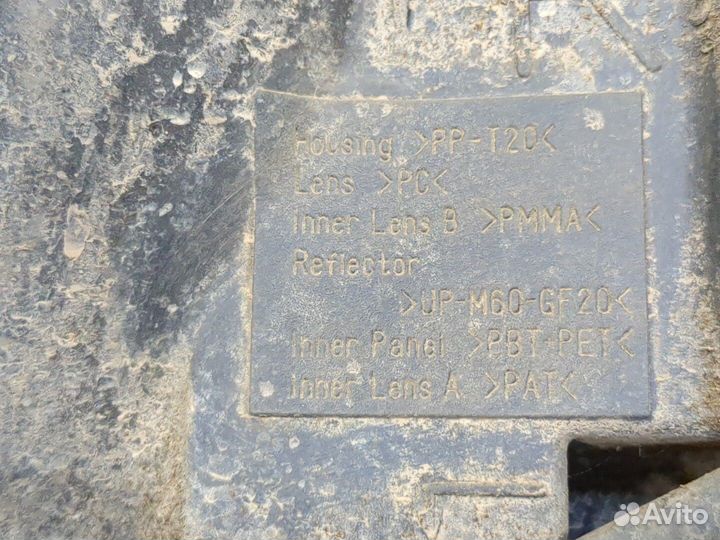 Housing >PP-T20<
Lens >PC<
Inner Lens B >PMMA<
Reflector
>UP-M60-GF20<
Inner Panel >PBT-PET<
Inner Lens A >PAT<
Avito